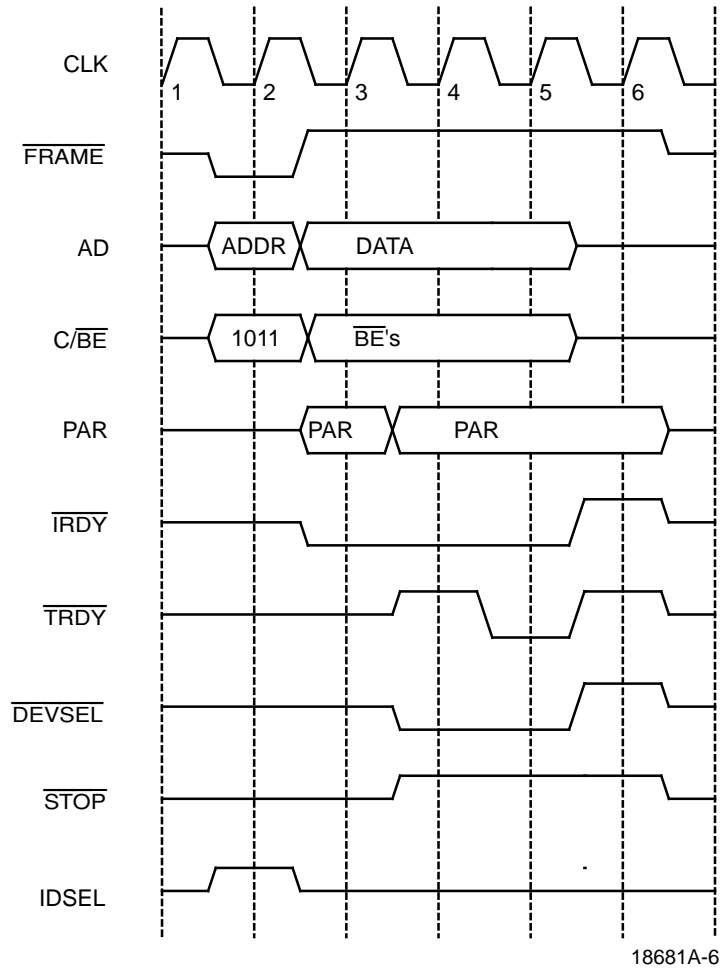 CLK
1 2 3 4 5 6
FRAME
AD
ADDR DATA
C/BE
1011 BE's
PAR
PAR PAR
IRDY
TRDY
DEVSEL
STOP
IDSEL
18681A-6